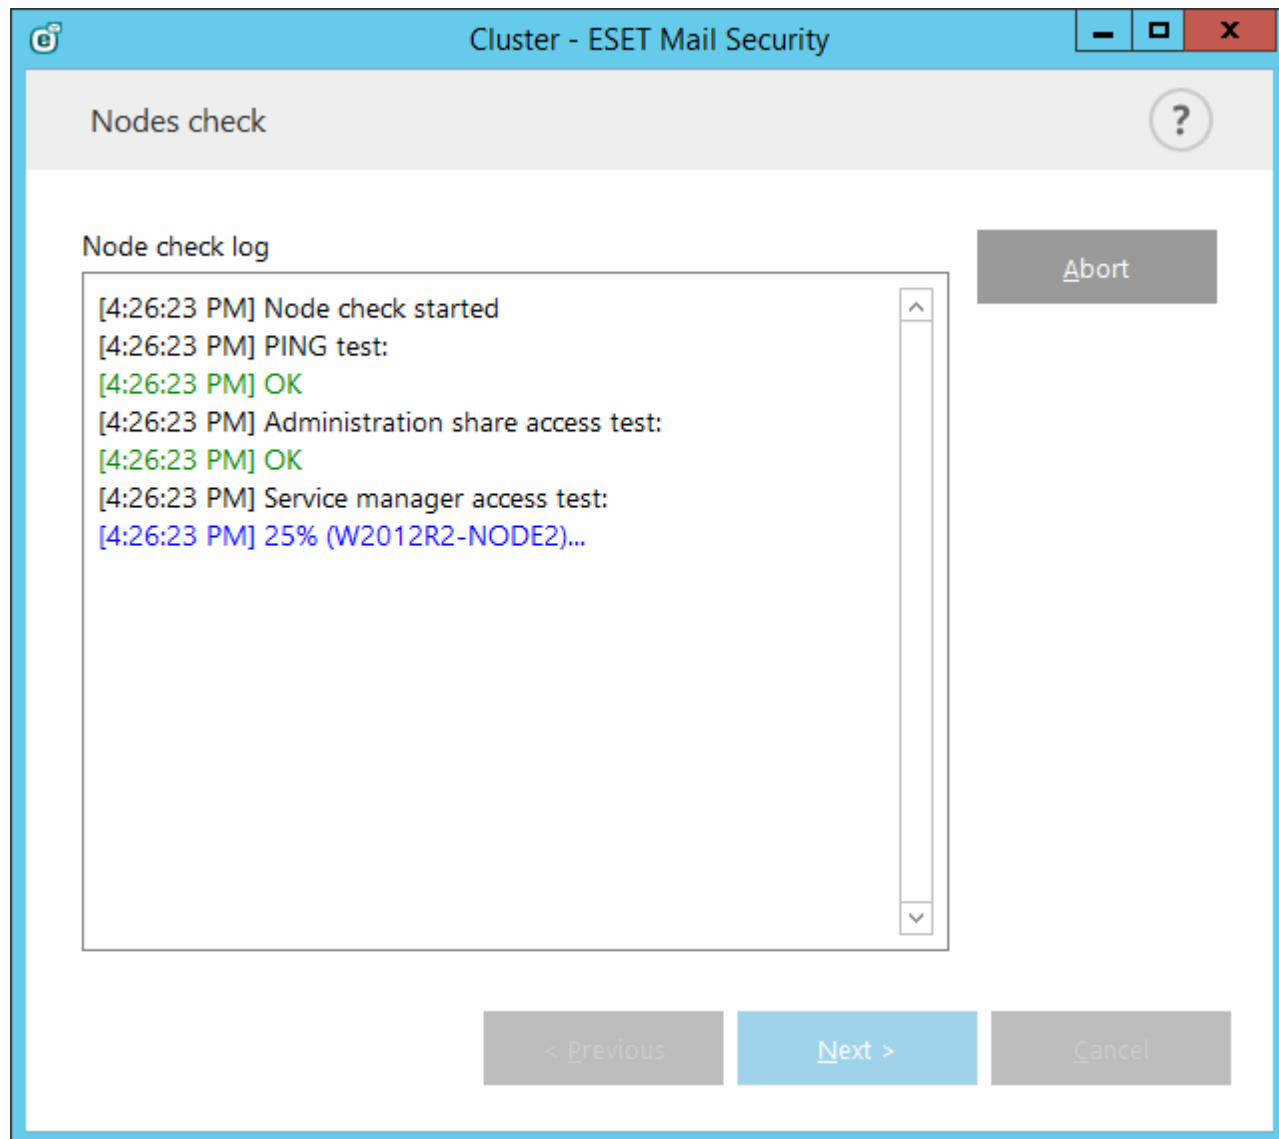 Cluster - ESET Mail Security
Nodes check
?
Node check log
Abort
[4:26:23 PM] Node check started
[4:26:23 PM] PING test:
[4:26:23 PM] OK
[4:26:23 PM] Administration share access test:
[4:26:23 PM] OK
[4:26:23 PM] Service manager access test:
[4:26:23 PM] 25% (W2012R2-NODE2)...
< Previous
Next >
Cancel